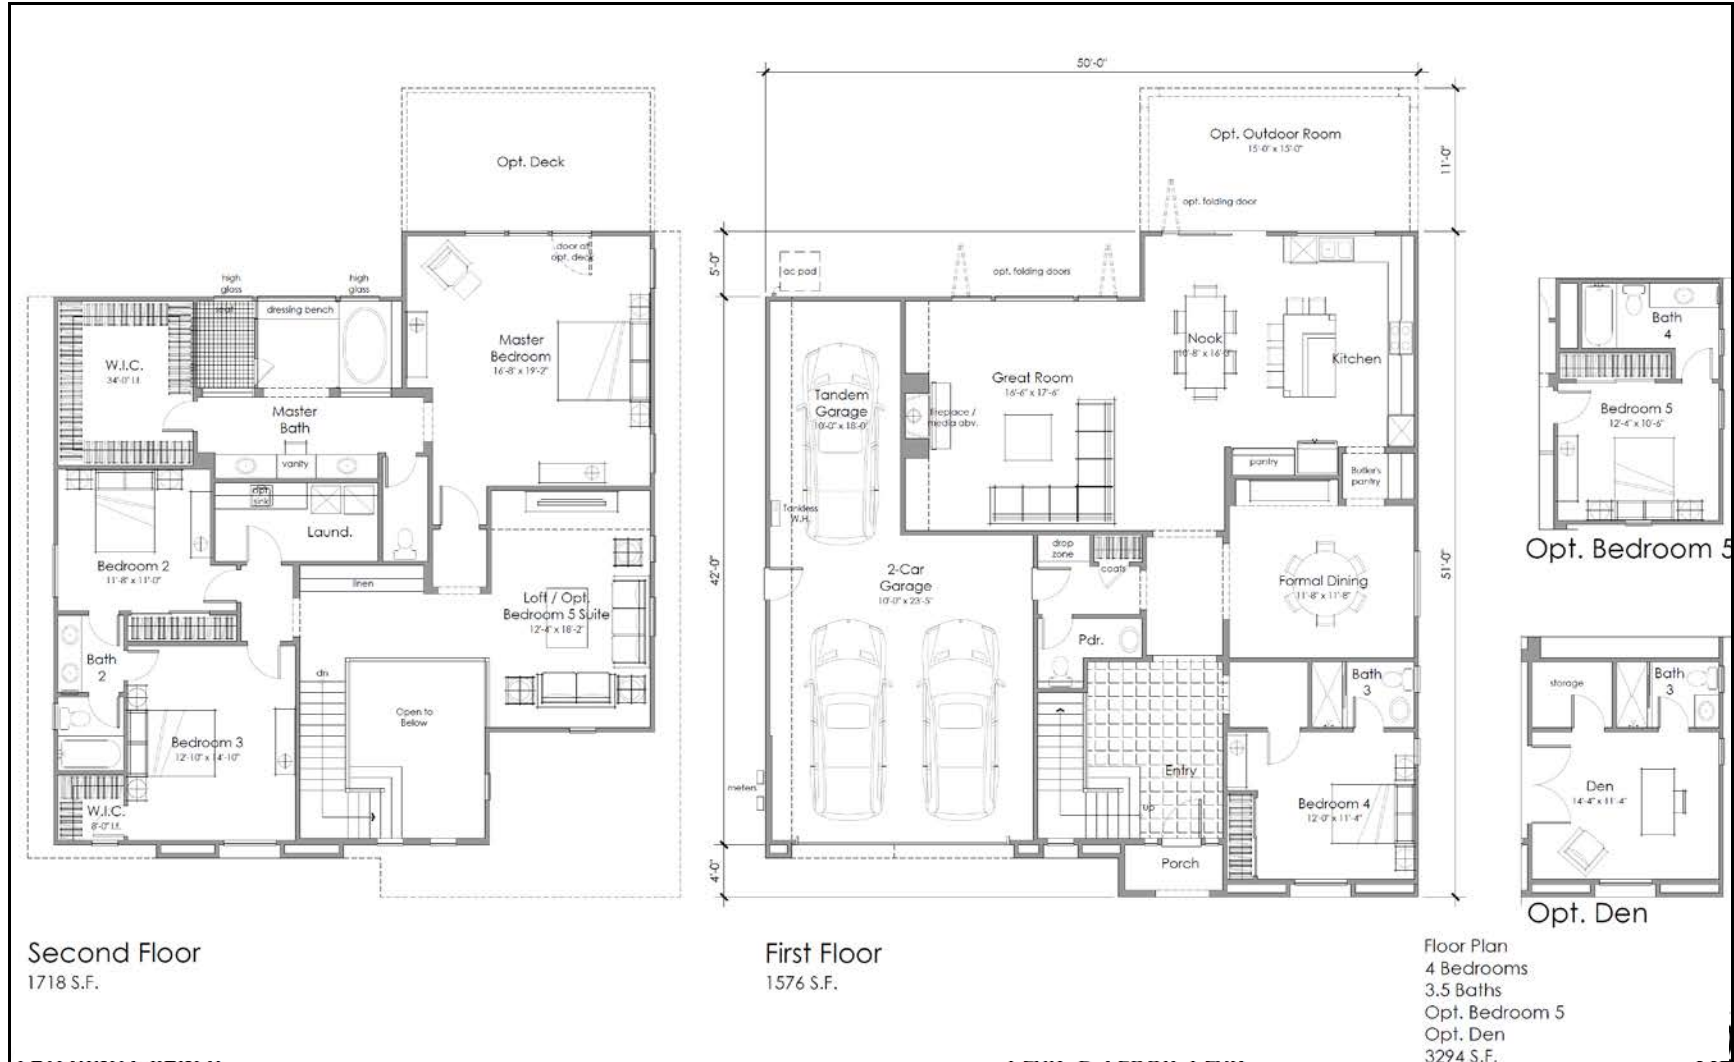 50'-0"
Opt. Deck
Opt. Outdoor Room
15'-0" x 15'-0"
11'-0"
opt. folding door
door at
opt. deck
5'-0"
ac pad
opt. folding doors
high
glass
high
glass
seat
dressing bench
W.I.C.
34'-0" l.f.
Master
Bedroom
16'-8" x 19'-2"
Master
Bath
vanity
opt.
sink
Laund.
Bedroom 2
11'-8" x 11'-0"
linen
Loft / Opt.
Bedroom 5 Suite
12'-4" x 18'-2"
Bath
2
dn
Open to
Below
Bedroom 3
12'-10" x 14'-10"
W.I.C.
8'-0" l.f.
Second Floor
1718 S.F.
Tandem
Garage
10'-0" x 18'-0"
fireplace /
media abv.
Great Room
16'-6" x 17'-6"
Nook
10'-8" x
Kitchen
pantry
Butler's
pantry
Tankless
W.H.
42'-0"
2-Car
Garage
10'-0" x 23'-5"
drop
zone
coats
Formal Dining
11'-8" x 11'-8"
51'-0"
Pdr.
Bath
3
meters
Entry
up
Bedroom 4
12'-0" x 11'-4"
Porch
4'-0"
First Floor
1576 S.F.
Bath
4
Bedroom 5
12'-4" x 10'-6"
Opt. Bedroom 5
storage
Bath
3
Den
14'-4" x 11'-4"
Opt. Den
Floor Plan
4 Bedrooms
3.5 Baths
Opt. Bedroom 5
Opt. Den
3294 S.F.